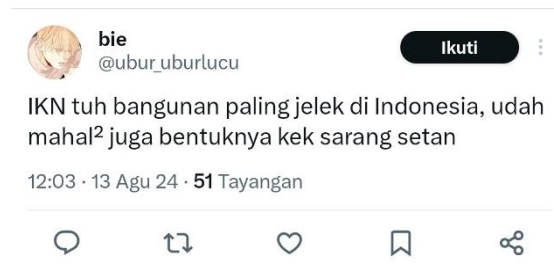 bie
@ubur_uburlucu
Ikuti
IKN tuh bangunan paling jelek di Indonesia, udah
mahal² juga bentuknya kek sarang setan
12:03 · 13 Agu 24 · 51 Tayangan